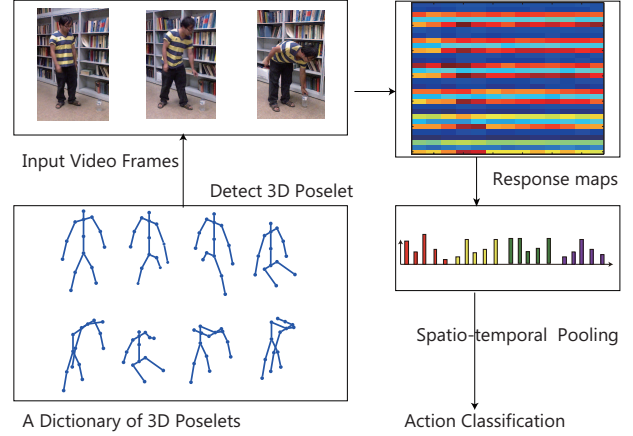 Input Video Frames
Detect 3D Poselet
Response maps
Spatio-temporal Pooling
A Dictionary of 3D Poselets
Action Classification